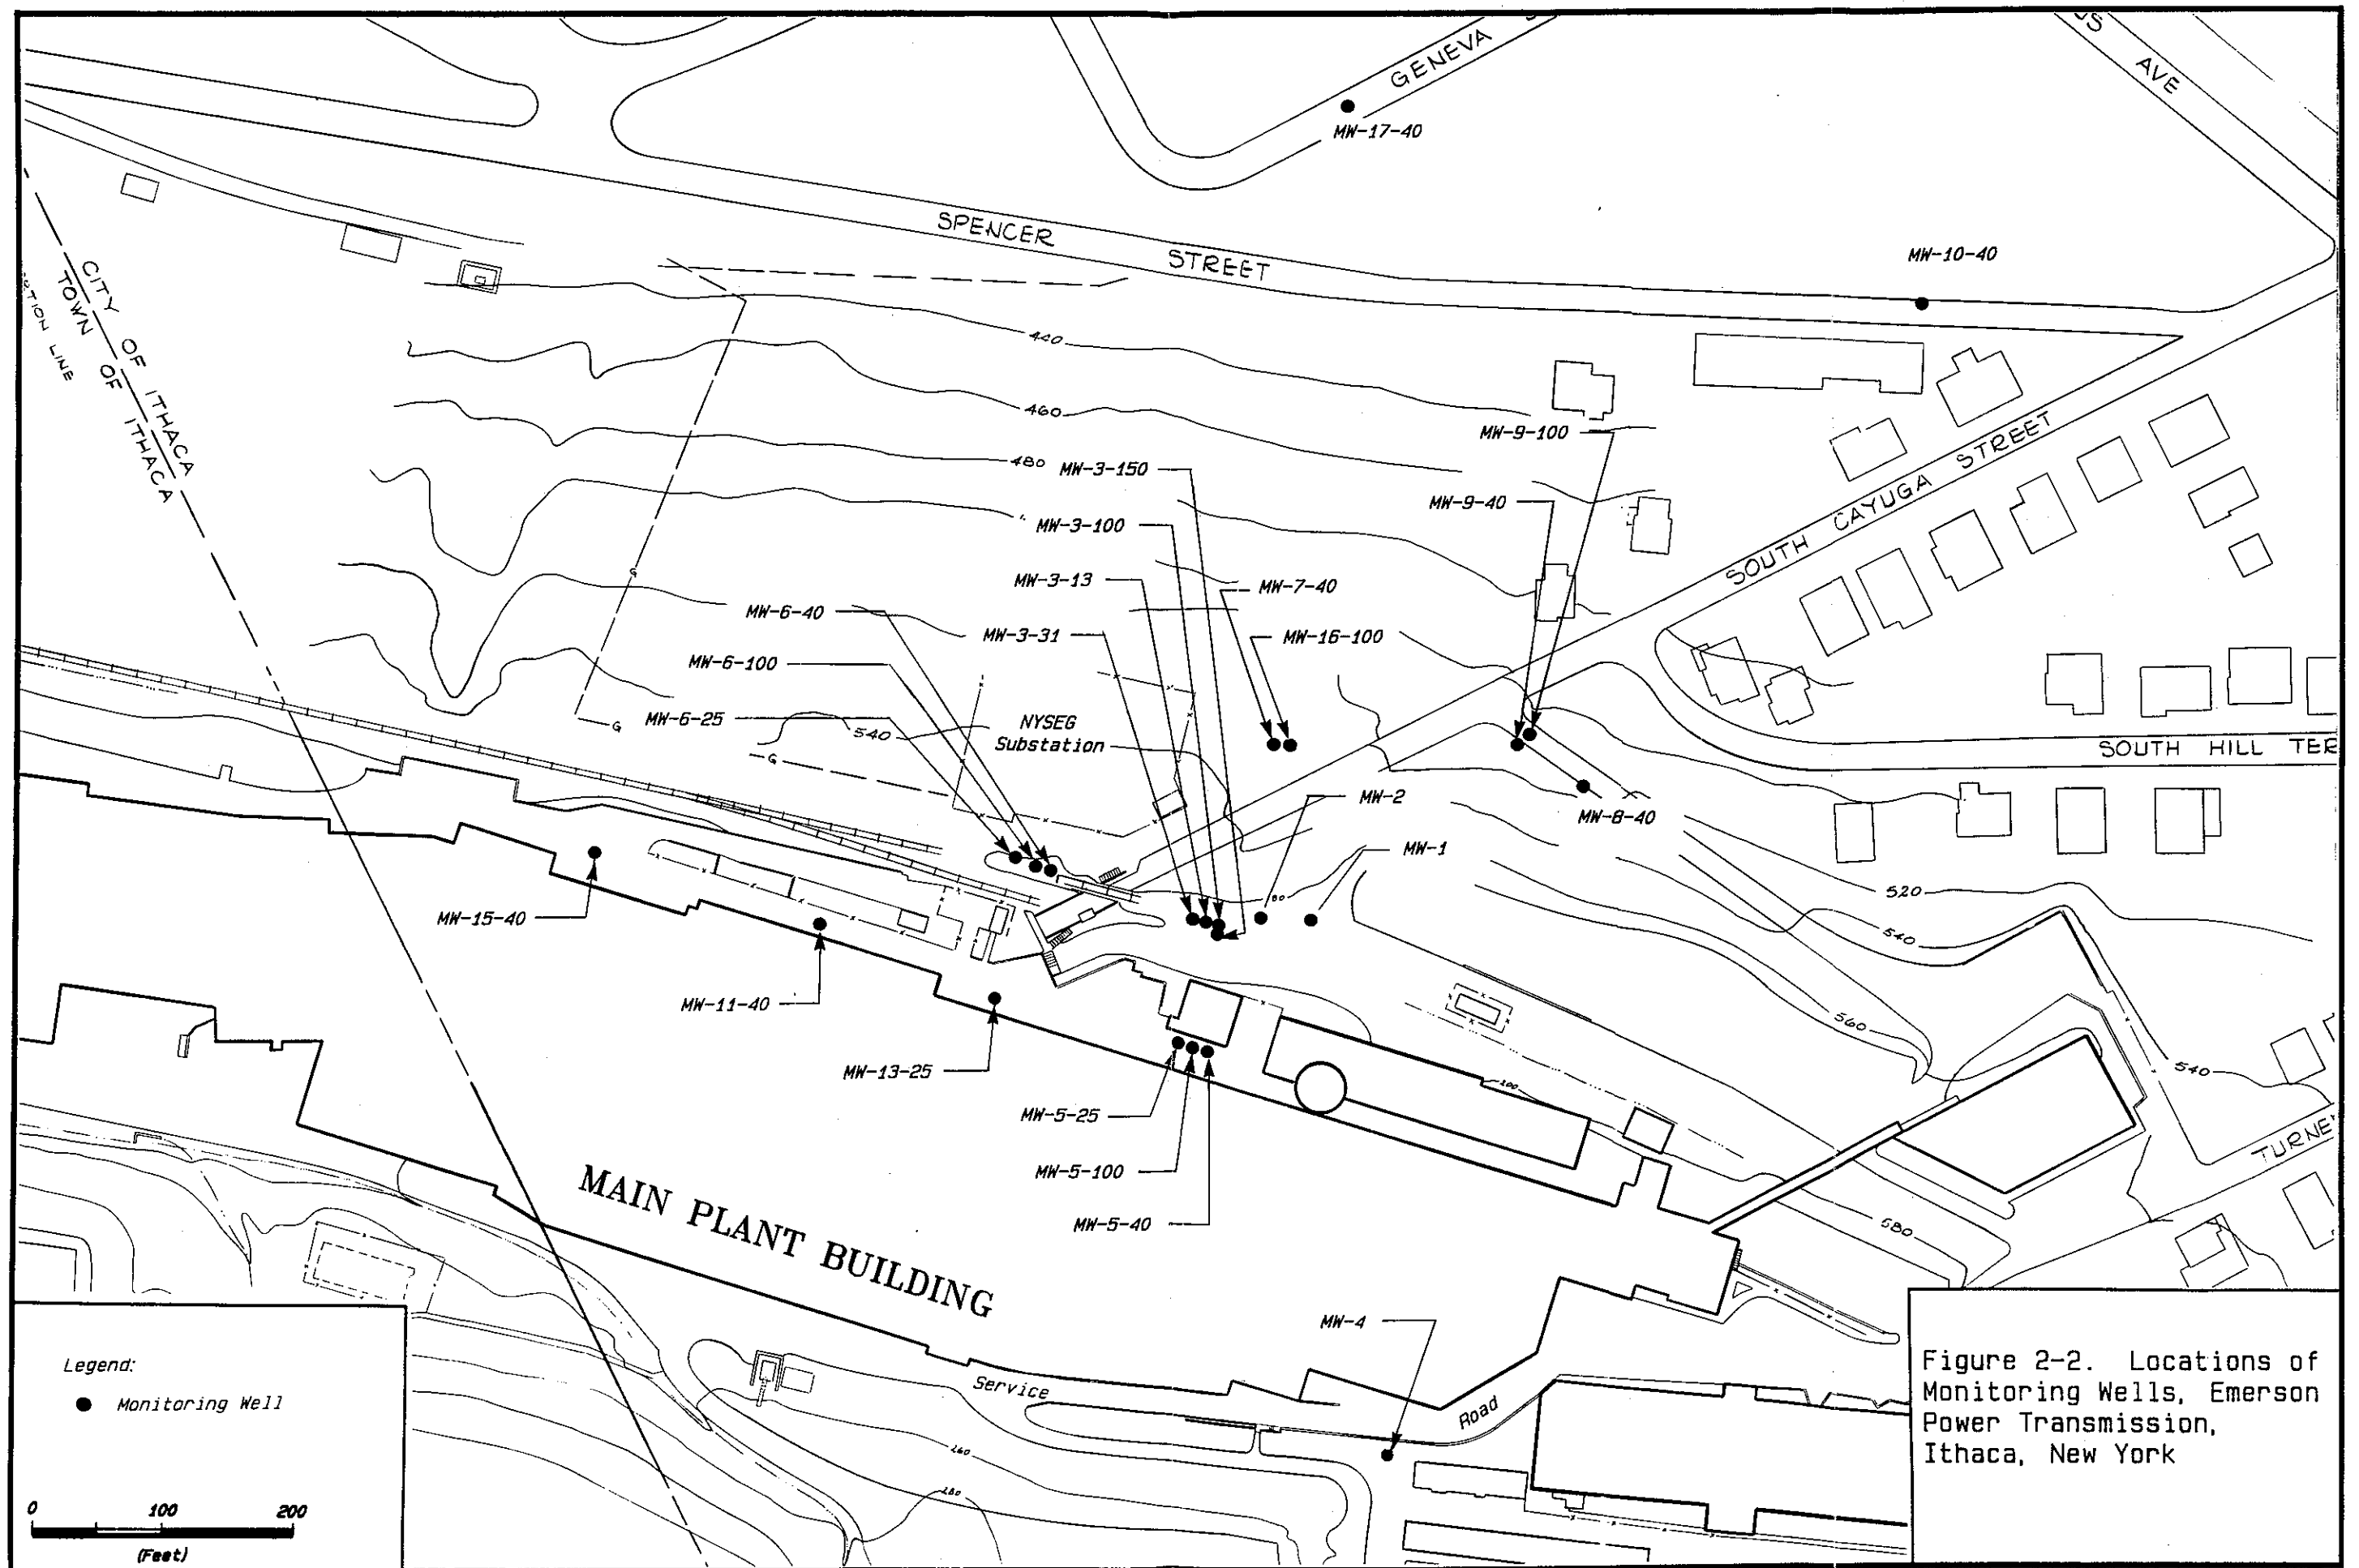 GENEVA
US
AVE
MW-17-40
SPENCER
STREET
MW-10-40
CITY OF ITHACA
TOWN OF ITHACA
LINE
440
460
MW-9-100
480
MW-3-150
MW-9-40
SOUTH CAYUGA STREET
MW-3-100
G
MW-3-13
MW-7-40
MW-6-40
MW-3-31
MW-16-100
MW-6-100
MW-6-25
G
540
NYSEG
Substation
G
SOUTH HILL TER
MW-2
MW-8-40
MW-1
520
MW-15-40
540
MW-11-40
560
MW-13-25
540
MW-5-25
TURNE
MW-5-100
MW-5-40
580
MAIN PLANT BUILDING
MW-4
Service
Road
Legend:
Monitoring Well
0 100 200
(Feet)
Figure 2-2. Locations of
Monitoring Wells, Emerson
Power Transmission,
Ithaca, New York